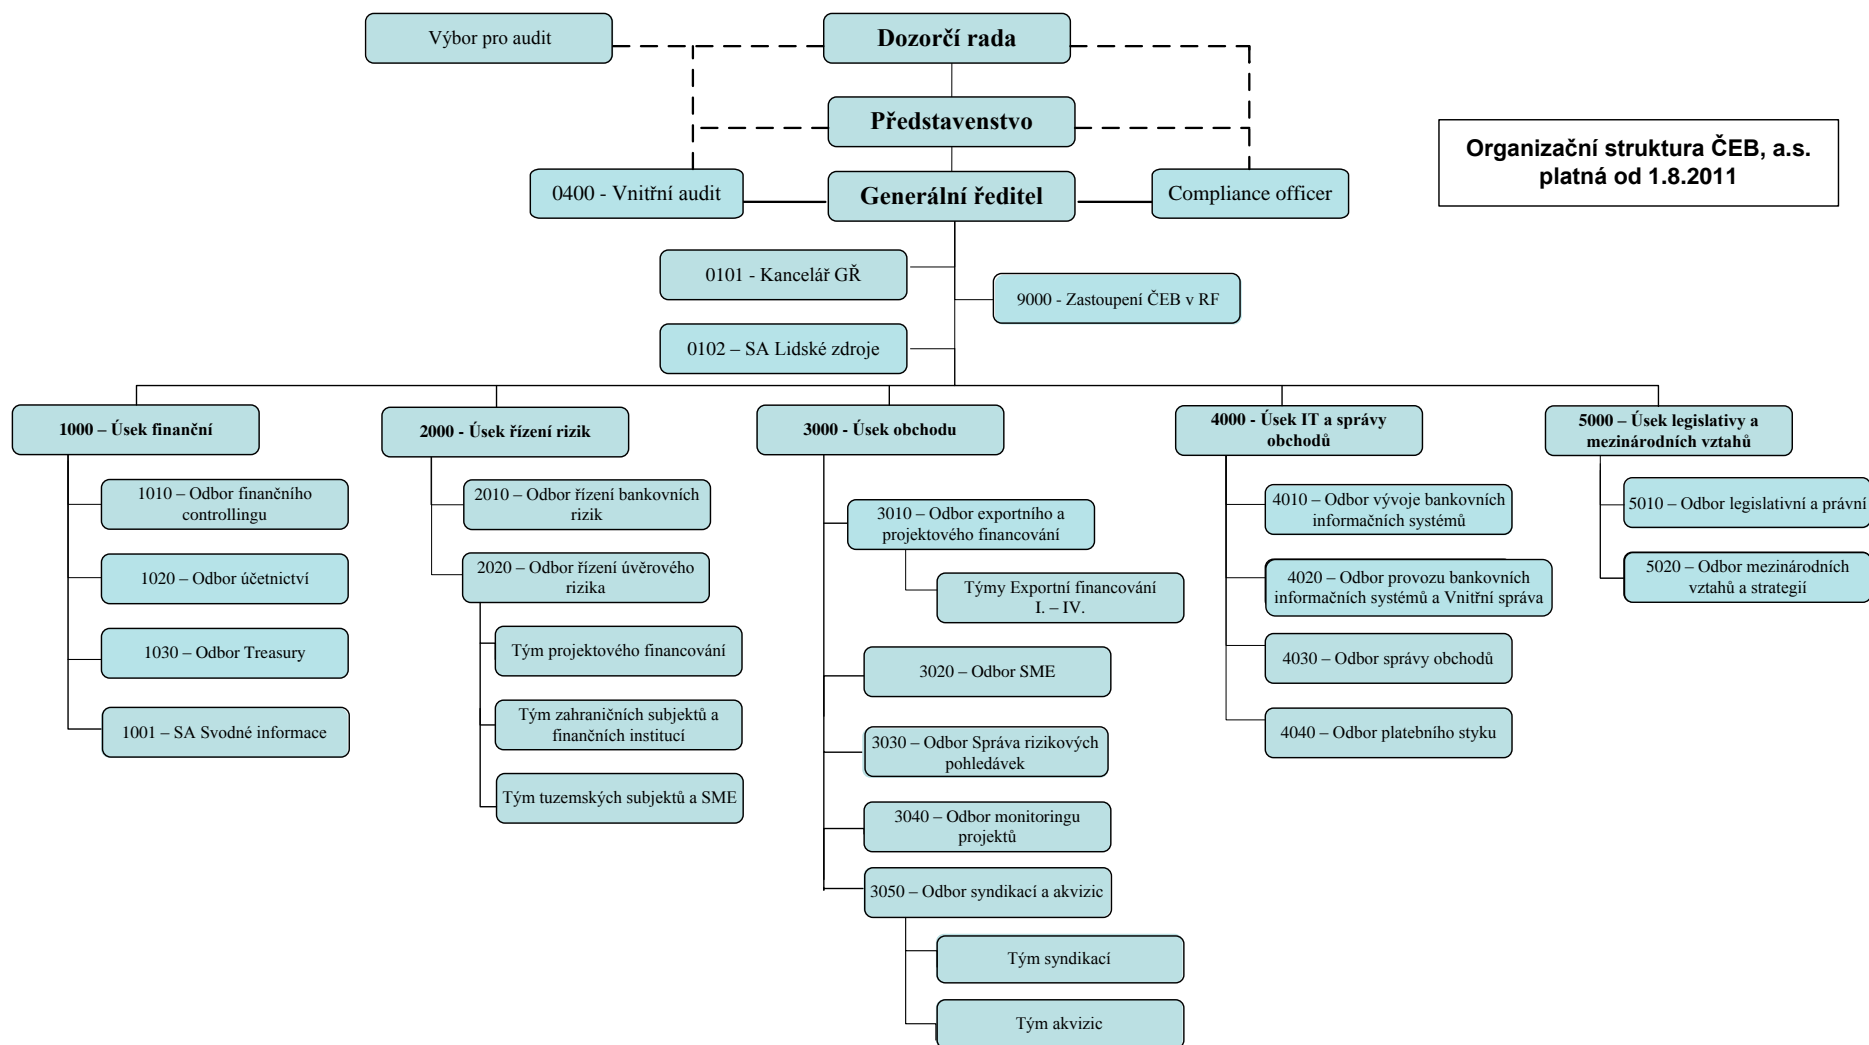 Výbor pro audit
Dozorčí rada
Představenstvo
Organizační struktura ČEB, a.s.
platná od 1.8.2011
0400 - Vnitřní audit
Generální ředitel
Compliance officer
0101 - Kancelář GŘ
9000 - Zastoupení ČEB v RF
0102 – SA Lidské zdroje
1000 – Úsek finanční
1010 – Odbor finančního
controllingu
1020 – Odbor účetnictví
1030 – Odbor Treasury
1001 – SA Svodné informace
2000 - Úsek řízení rizik
2010 – Odbor řízení bankovních
rizik
2020 – Odbor řízení úvěrového
rizika
Tým projektového financování
Tým zahraničních subjektů a
finančních institucí
Tým tuzemských subjektů a SME
3000 - Úsek obchodu
3010 – Odbor exportního a
projektového financování
Týmy Exportní financování
I. – IV.
3020 – Odbor SME
3030 – Odbor Správa rizikových
pohledávek
3040 – Odbor monitoringu
projektů
3050 – Odbor syndikací a akvizic
Tým syndikací
Tým akvizic
4000 - Úsek IT a správy
obchodů
4010 – Odbor vývoje bankovních
informačních systémů
4020 – Odbor provozu bankovních
informačních systémů a Vnitřní správa
4030 – Odbor správy obchodů
4040 – Odbor platebního styku
5000 – Úsek legislativy a
mezinárodních vztahů
5010 – Odbor legislativní a právní
5020 – Odbor mezinárodních
vztahů a strategií